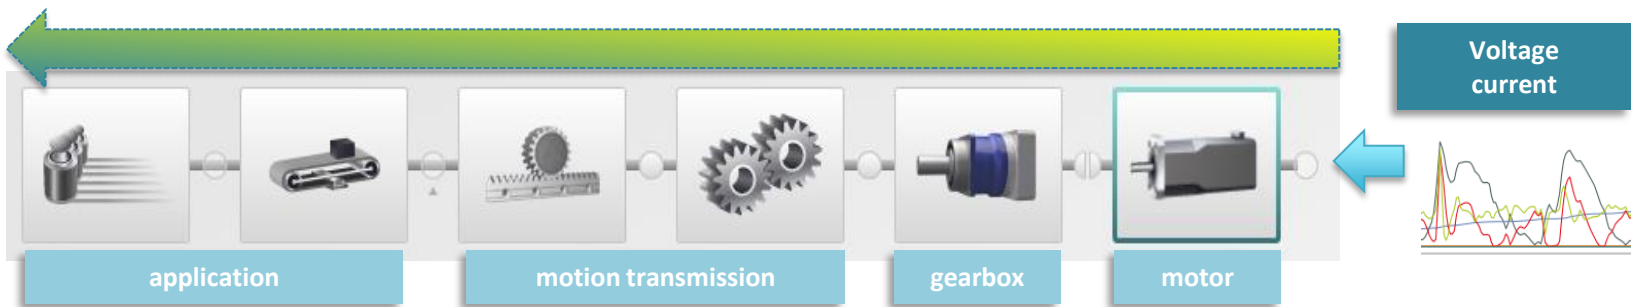 Voltage
current
application
motion transmission
gearbox
motor